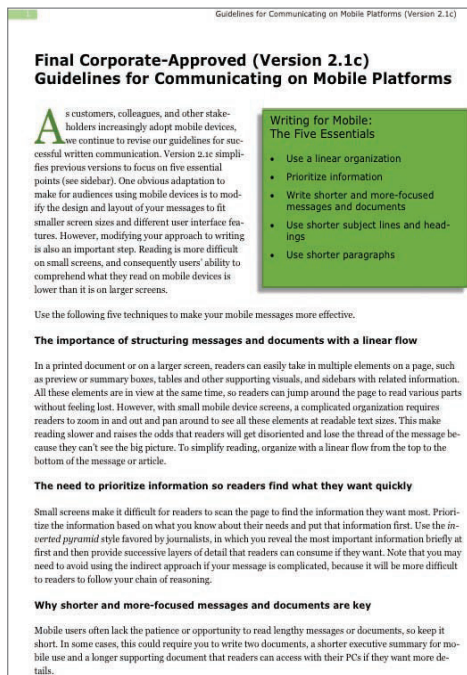 1
Guidelines for Communicating on Mobile Platforms (Version 2.1c)
Final Corporate-Approved (Version 2.1c)
Guidelines for Communicating on Mobile Platforms
As customers, colleagues, and other stake-
holders increasingly adopt mobile devices,
we continue to revise our guidelines for suc-
cessful written communication. Version 2.1c simpli-
fies previous versions to focus on five essential
points (see sidebar). One obvious adaptation to
make for audiences using mobile devices is to mod-
ify the design and layout of your messages to fit
smaller screen sizes and different user interface fea-
tures. However, modifying your approach to writing
is also an important step. Reading is more difficult
on small screens, and consequently users' ability to
comprehend what they read on mobile devices is
lower than it is on larger screens.
Writing for Mobile:
The Five Essentials
• Use a linear organization
• Prioritize information
• Write shorter and more-focused
messages and documents
• Use shorter subject lines and head-
ings
• Use shorter paragraphs
Use the following five techniques to make your mobile messages more effective.
The importance of structuring messages and documents with a linear flow
In a printed document or on a larger screen, readers can easily take in multiple elements on a page, such
as preview or summary boxes, tables and other supporting visuals, and sidebars with related information.
All these elements are in view at the same time, so readers can jump around the page to read various parts
without feeling lost. However, with small mobile device screens, a complicated organization requires
readers to zoom in and out and pan around to see all these elements at readable text sizes. This make
reading slower and raises the odds that readers will get disoriented and lose the thread of the message be-
cause they can't see the big picture. To simplify reading, organize with a linear flow from the top to the
bottom of the message or article.
The need to prioritize information so readers find what they want quickly
Small screens make it difficult for readers to scan the page to find the information they want most. Priori-
tize the information based on what you know about their needs and put that information first. Use the in-
verted pyramid style favored by journalists, in which you reveal the most important information briefly at
first and then provide successive layers of detail that readers can consume if they want. Note that you may
need to avoid using the indirect approach if your message is complicated, because it will be more difficult
to readers to follow your chain of reasoning.
Why shorter and more-focused messages and documents are key
Mobile users often lack the patience or opportunity to read lengthy messages or documents, so keep it
short. In some cases, this could require you to write two documents, a shorter executive summary for mo-
bile use and a longer supporting document that readers can access with their PCs if they want more de-
tails.